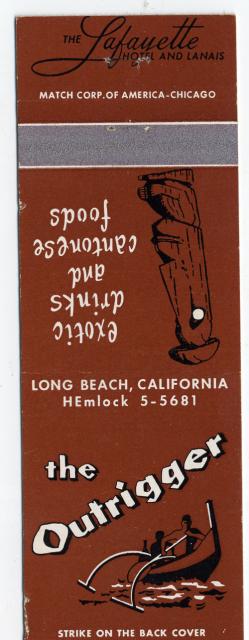 THE Lafayette
HOTEL AND LANAIS
MATCH CORP. OF AMERICA-CHICAGO
exotic
drinks
and
cantonese
foods
LONG BEACH, CALIFORNIA
HEmlock 5-5681
the
Outrigger
STRIKE ON THE BACK COVER